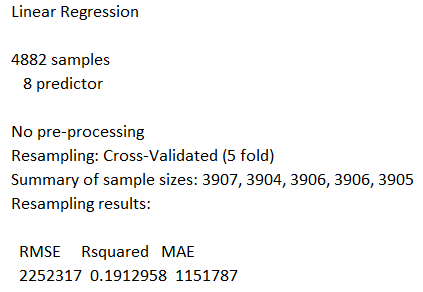 Linear Regression
4882 samples
8 predictor
No pre-processing
Resampling: Cross-Validated (5 fold)
Summary of sample sizes: 3907, 3904, 3906, 3906, 3905
Resampling results:
RMSE Rsquared MAE
2252317 0.1912958 1151787